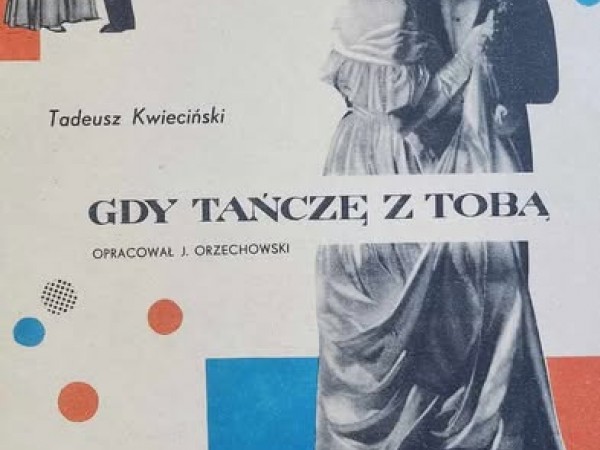 Tadeusz Kwieciński
GDY TAŃCZĘ Z TOBĄ
OPRACOWAŁ J. ORZECHOWSKI